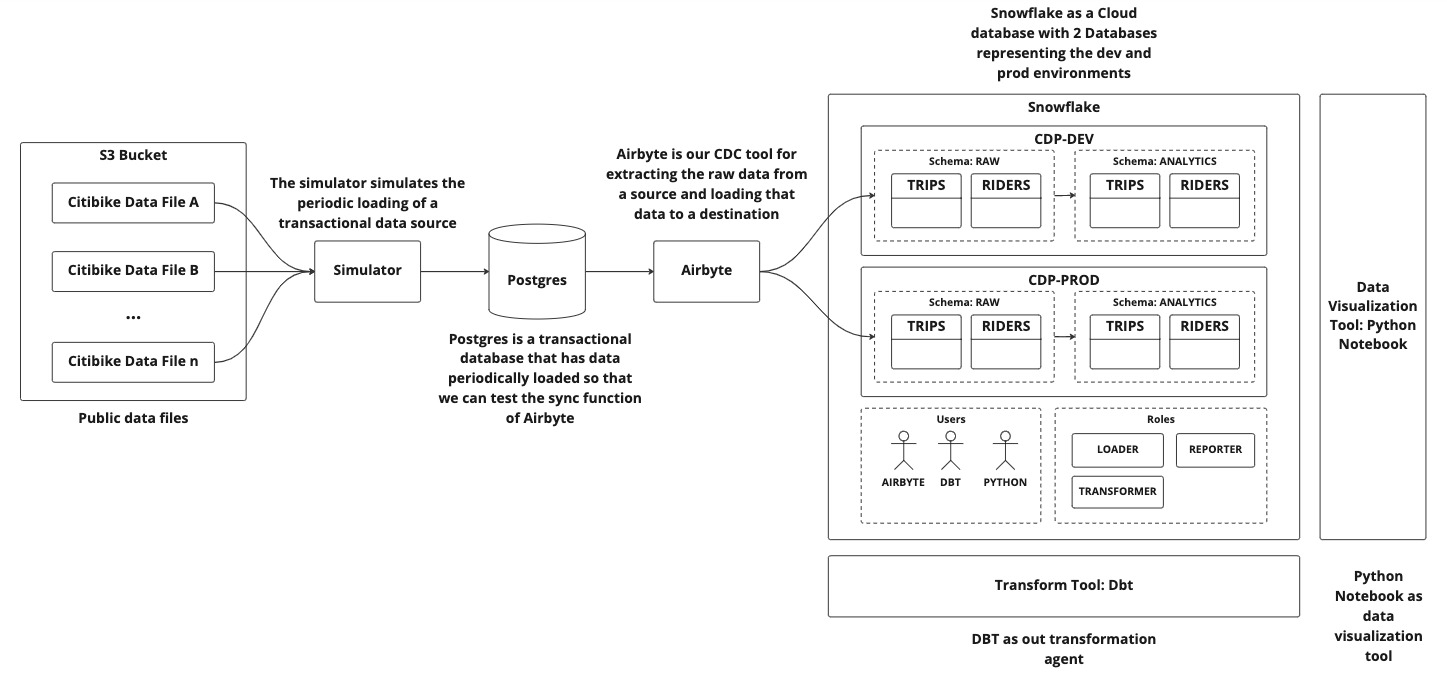 Snowflake as a Cloud
database with 2 Databases
representing the dev and
prod environments
S3 Bucket
Citibike Data File A
Citibike Data File B
...
Citibike Data File n
Public data files
The simulator simulates the
periodic loading of a
transactional data source
Simulator
Postgres
Postgres is a transactional
database that has data
periodically loaded so that
we can test the sync function
of Airbyte
Airbyte is our CDC tool for
extracting the raw data from
a source and loading that
data to a destination
Airbyte
Snowflake
CDP-DEV
Schema: RAW
TRIPS
RIDERS
Schema: ANALYTICS
TRIPS
RIDERS
CDP-PROD
Schema: RAW
TRIPS
RIDERS
Schema: ANALYTICS
TRIPS
RIDERS
Users
AIRBYTE
DBT
PYTHON
Roles
LOADER
REPORTER
TRANSFORMER
Transform Tool: Dbt
DBT as out transformation
agent
Data
Visualization
Tool: Python
Notebook
Python
Notebook as
data
visualization
tool